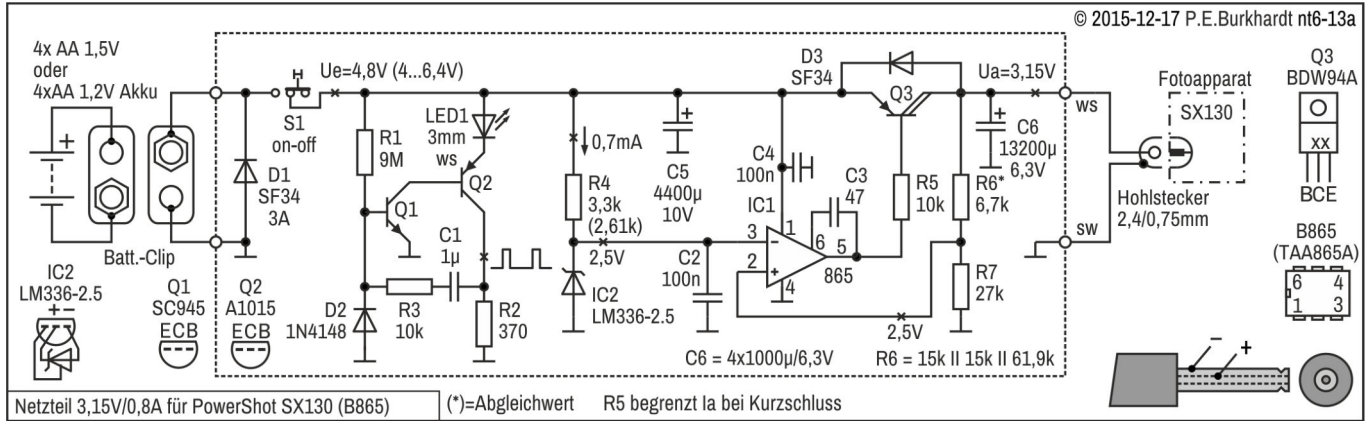 © 2015-12-17 P.E.Burkhardt nt6-13a
4x AA 1,5V
oder
4xAA 1,2V Akku
+
Batt.-Clip
IC2
LM336-2.5
+ -
Q1
SC945
ECB
Q2
A1015
ECB
D1
SF34
3A
S1
on-off
Ue=4,8V (4...6,4V)
R1
9M
LED1
3mm
ws
Q2
Q1
C1
1µ
D2
1N4148
R3
10k
R2
370
0,7mA
R4
3,3k
(2,61k)
2,5V
IC2
LM336-2.5
+
C5
4400µ
10V
C2
100n
C4
100n
IC1
3
-
2
+
1
6
5
4
865
C3
47
D3
SF34
Q3
R5
10k
2,5V
Ua=3,15V
+
C6
13200µ
6,3V
R6*
6,7k
R7
27k
C6 = 4x1000µ/6,3V
R6 = 15k II 15k II 61,9k
ws
sw
Fotoapparat
SX130
Hohlstecker
2,4/0,75mm
Q3
BDW94A
xx
BCE
B865
(TAA865A)
6 4
1 3
- +
Netzteil 3,15V/0,8A für PowerShot SX130 (B865)
(*)=Abgleichwert R5 begrenzt Ia bei Kurzschluss